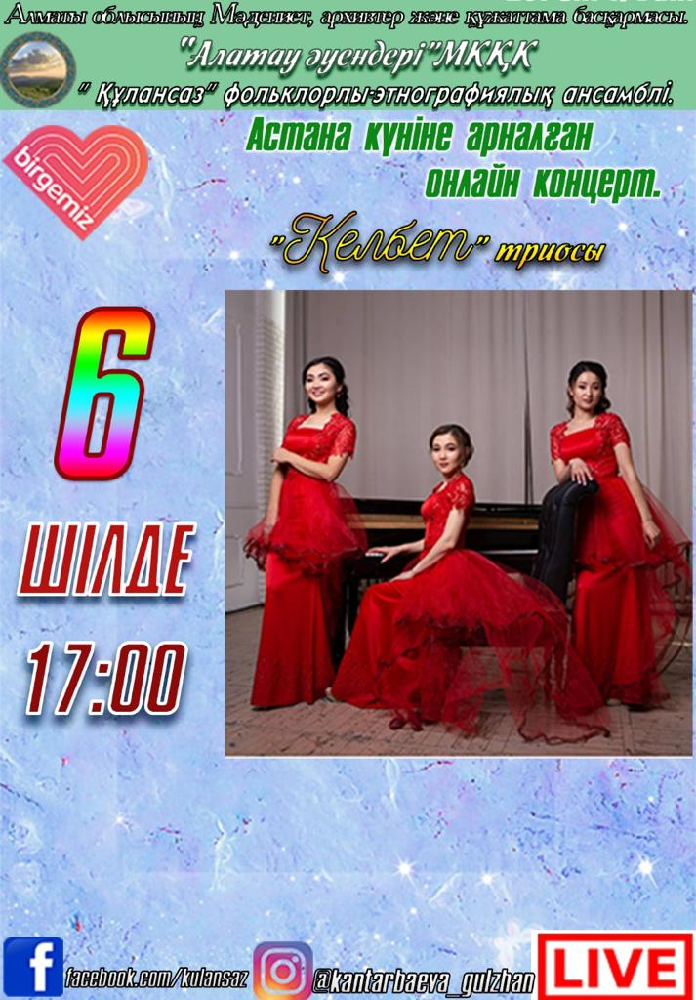 Алматы облысының Мәдениет, архивтер және құжаттама басқармасы.
"Алатау әуендері" МКҚК
" Құлансаз" фольклорлы-этнографиялық ансамблі.
birgemiz
Астана күніне арналған
онлайн концерт.
"Келбет" триосы
6
ШІЛДЕ
17:00
facebook.com/kulansaz
@kantarbaeva_gulzhan
LIVE